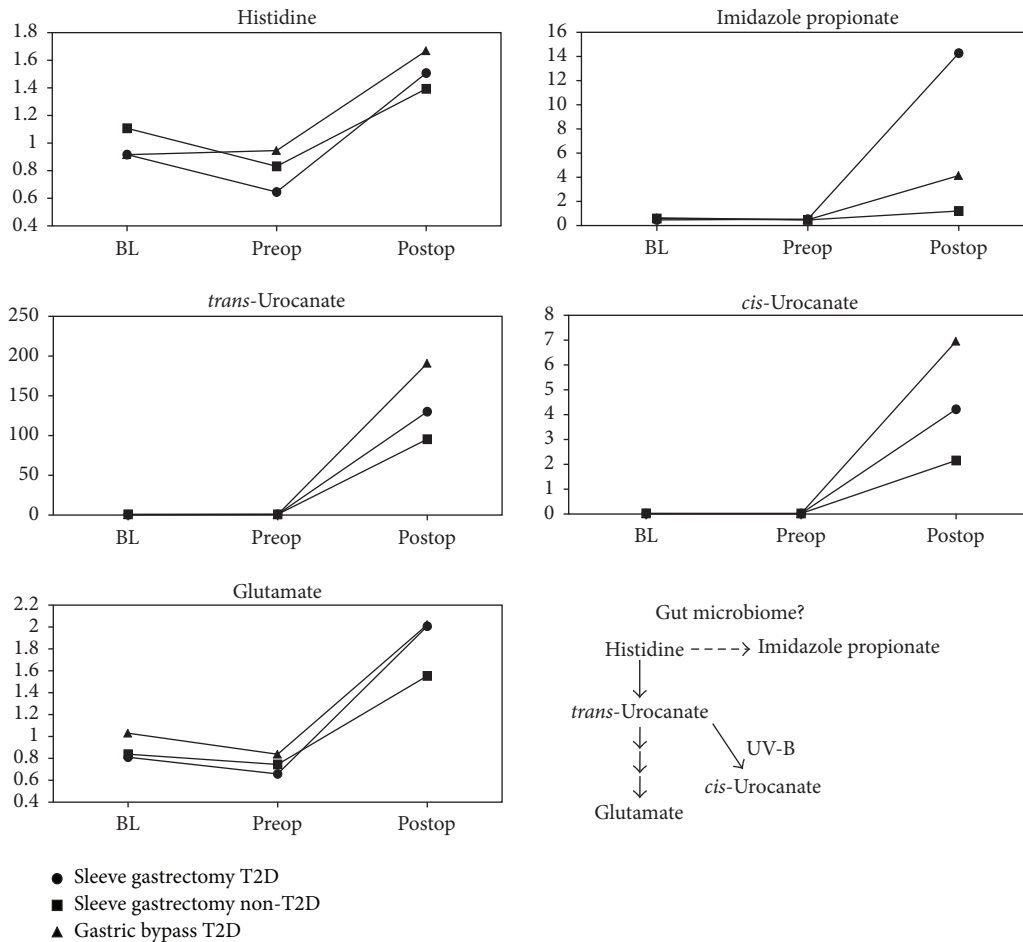 Histidine
1.8
1.6
1.4
1.2
1
0.8
0.6
0.4
BL Preop Postop
Imidazole propionate
16
14
12
10
8
6
4
2
0
BL Preop Postop
trans-Urocanate
250
200
150
100
50
0
BL Preop Postop
cis-Urocanate
8
7
6
5
4
3
2
1
0
BL Preop Postop
Glutamate
2.2
2
1.8
1.6
1.4
1.2
1
0.8
0.6
0.4
BL Preop Postop
Gut microbiome?
Histidine Imidazole propionate
trans-Urocanate
UV-B
cis-Urocanate
Glutamate
Sleeve gastrectomy T2D
Sleeve gastrectomy non-T2D
Gastric bypass T2D